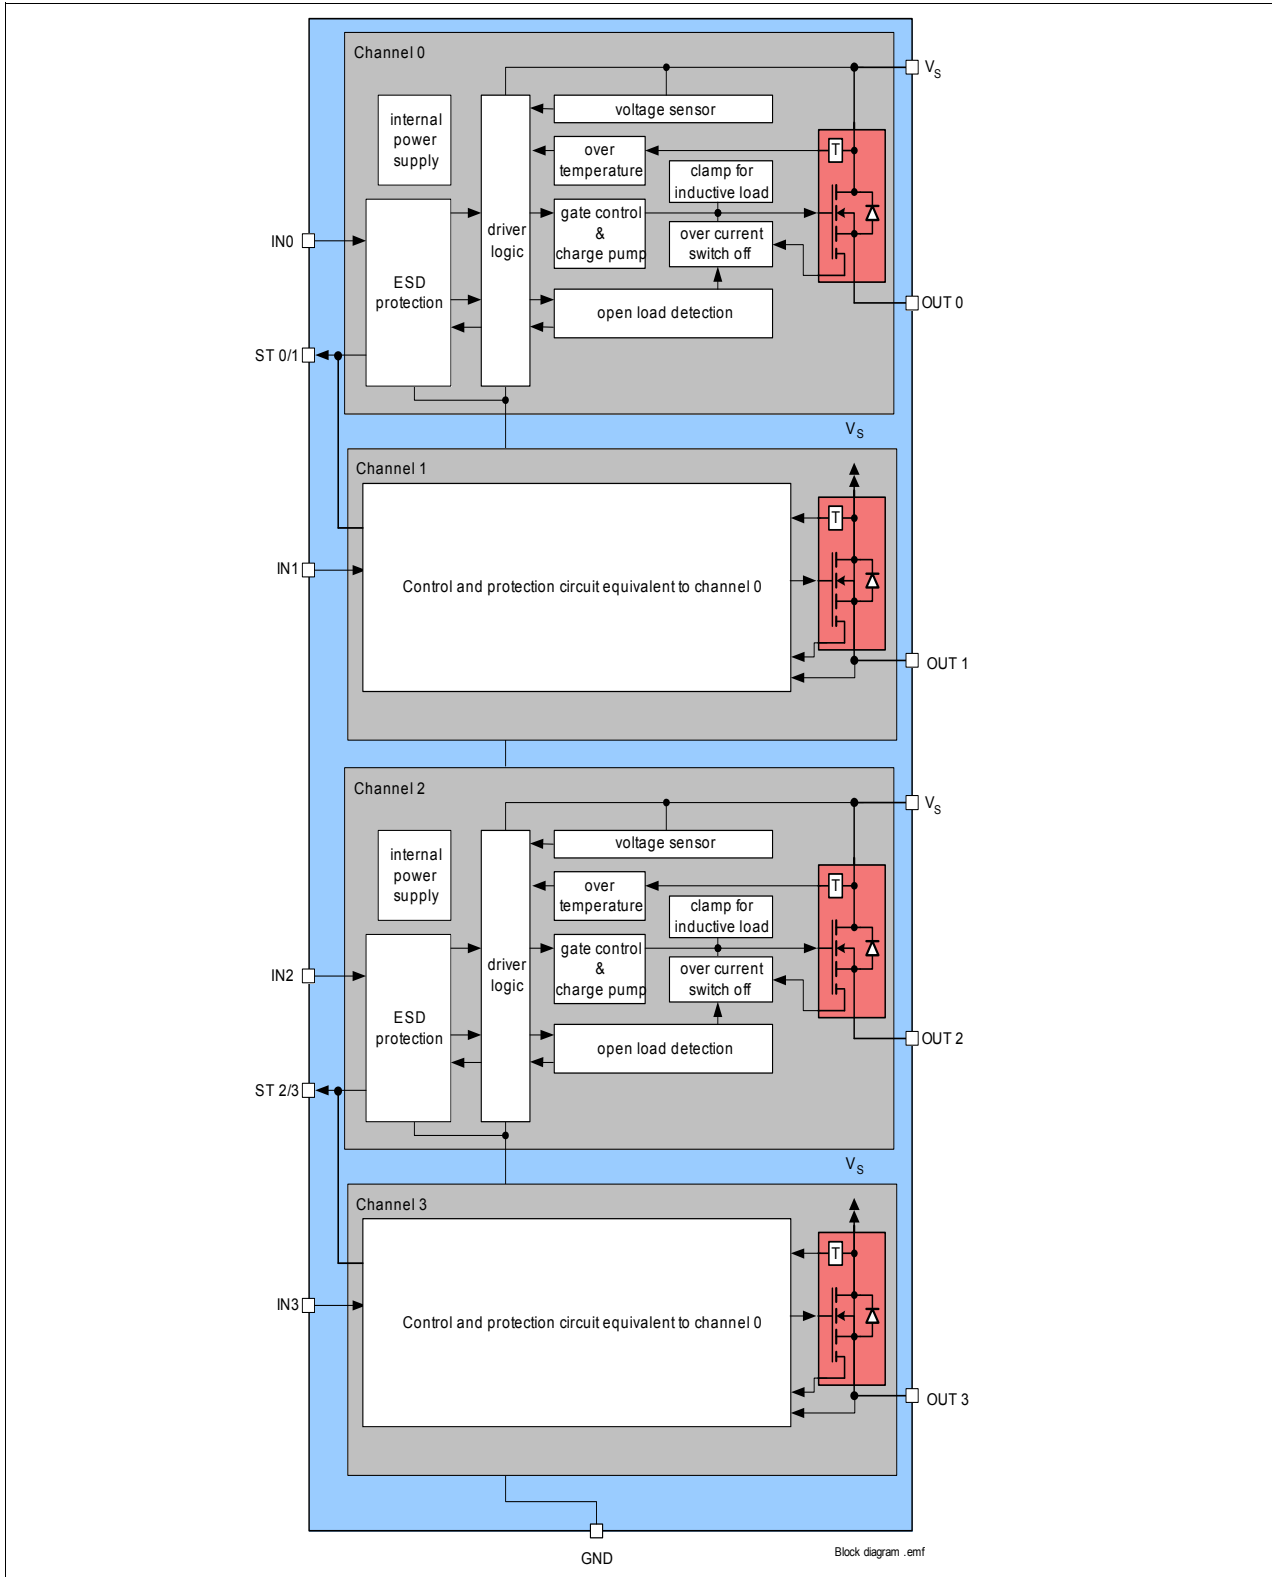 Channel 0
V_S
internal
power
supply
voltage sensor
over
temperature
clamp for
inductive load
T
IN0
ESD
protection
driver
logic
gate control
&
charge pump
over current
switch off
open load detection
OUT 0
ST 0/1
V_S
Channel 1
T
IN1
Control and protection circuit equivalent to channel 0
OUT 1
Channel 2
V_S
internal
power
supply
voltage sensor
over
temperature
clamp for
inductive load
T
IN2
ESD
protection
driver
logic
gate control
&
charge pump
over current
switch off
open load detection
OUT 2
ST 2/3
V_S
Channel 3
T
IN3
Control and protection circuit equivalent to channel 0
OUT 3
GND
Block diagram .emf